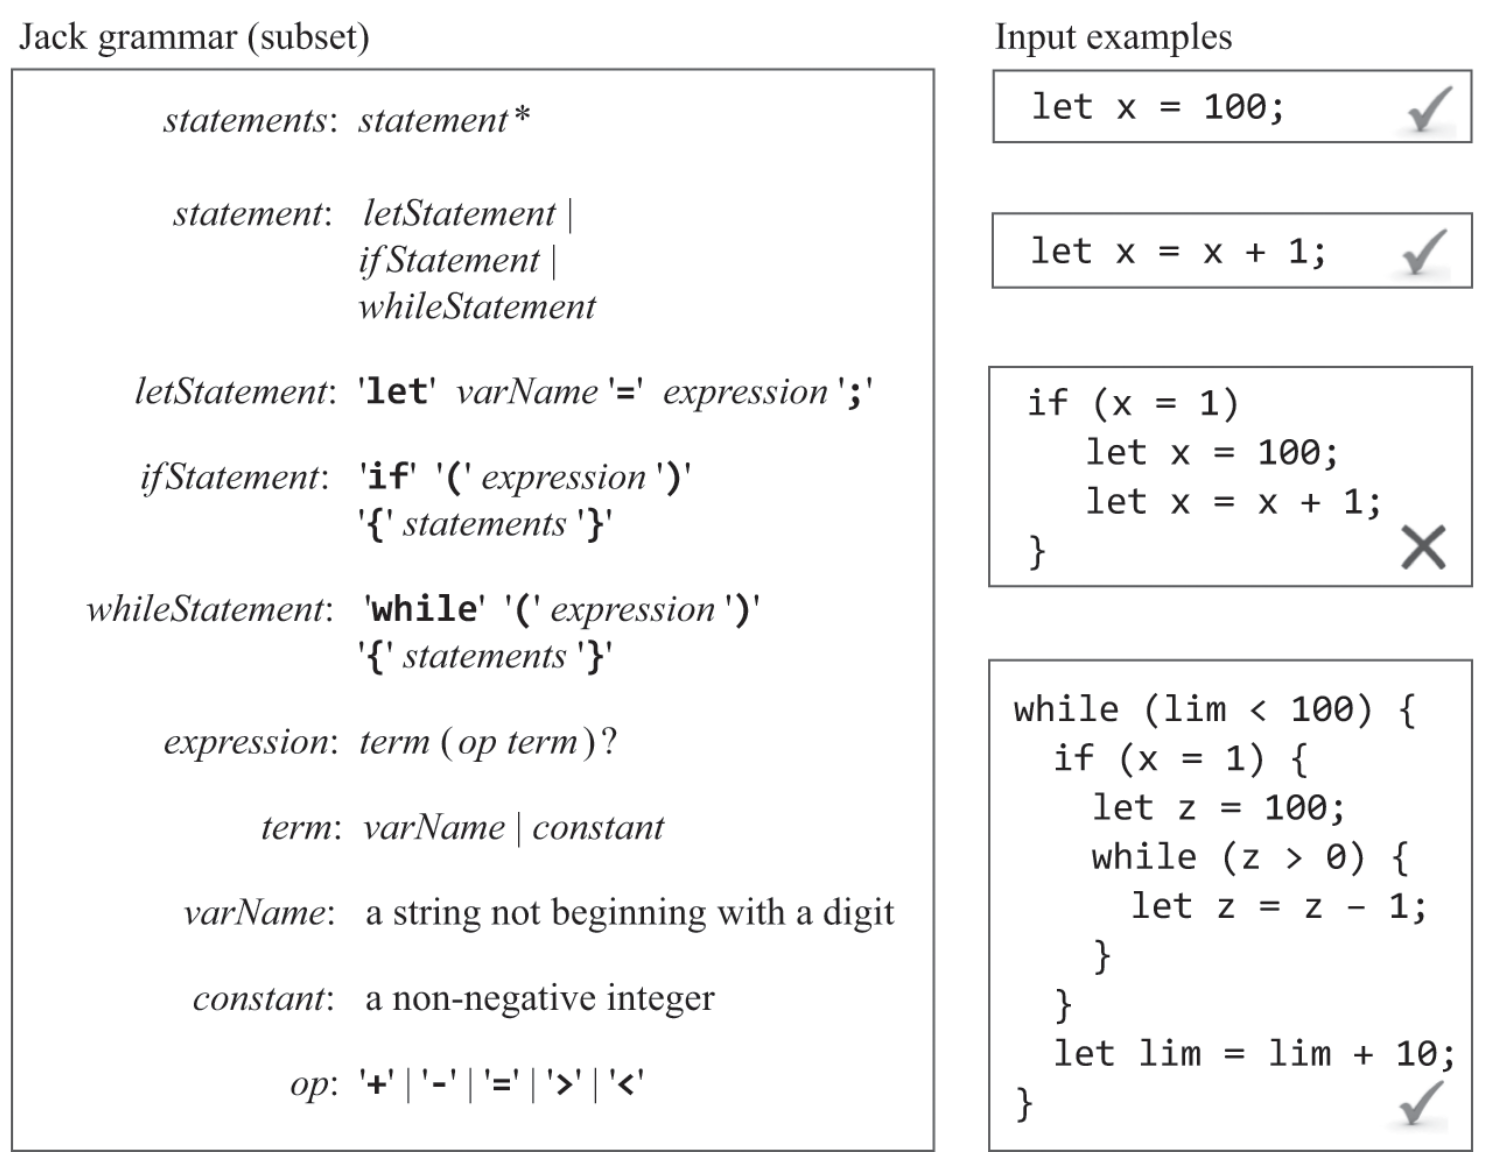 Jack grammar (subset)
statements: statement*
statement: letStatement |
ifStatement |
whileStatement
letStatement: 'let' varName '=' expression ';'
ifStatement: 'if' '(' expression ')'
'{' statements '}'
whileStatement: 'while' '(' expression ')'
'{' statements '}'
expression: term (op term)?
term: varName | constant
varName: a string not beginning with a digit
constant: a non-negative integer
op: '+' | '-' | '=' | '>' | '<'
Input examples
let x = 100;
let x = x + 1;
if (x = 1)
let x = 100;
let x = x + 1;
}
while (lim < 100) {
if (x = 1) {
let z = 100;
while (z > 0) {
let z = z - 1;
}
}
let lim = lim + 10;
}